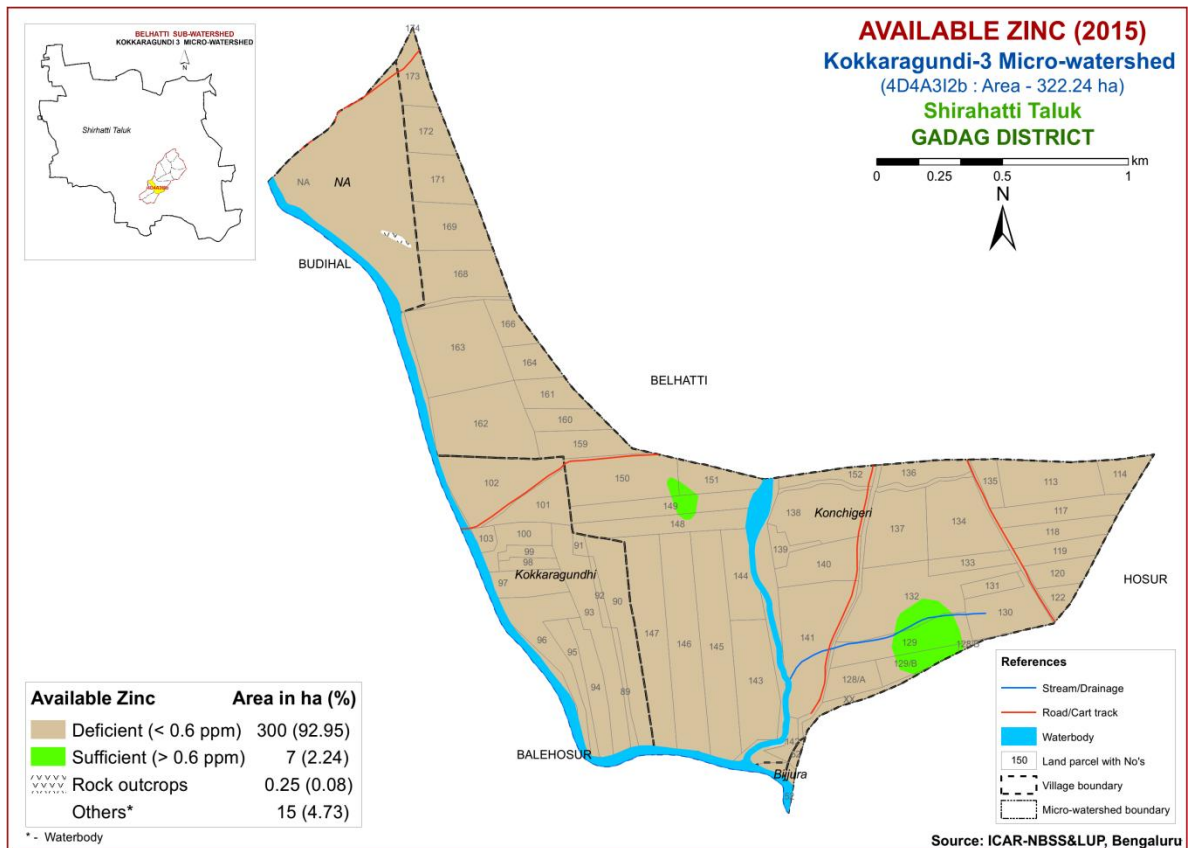 BELHATTI SUB-WATERSHED
KOKKARAGUNDI 3 MICRO-WATERSHED
N
Shirhatti Taluk
AVAILABLE ZINC (2015)
Kokkaragundi-3 Micro-watershed
(4D4A3I2b : Area - 322.24 ha)
Shirahatti Taluk
GADAG DISTRICT
km
0 0.25 0.5 1
N
174
173
172
NA NA
171
169
BUDIHAL
168
166
163
164
BELHATTI
161
162
160
159
102
150
151
152
136
135
113
114
101
149
138
Konchigeri
117
148
137
134
118
103
100
91
99
98
139
119
133
Kokkaragundhi
144
140
120
HOSUR
97
92
90
132
131
122
93
130
147
146
145
141
129
128/B
96
95
129/B
94
89
143
128/A
XX
BALEHOSUR
142
Bijjura
52
Available Zinc Area in ha (%)
Deficient (< 0.6 ppm) 300 (92.95)
Sufficient (> 0.6 ppm) 7 (2.24)
Rock outcrops 0.25 (0.08)
Others* 15 (4.73)
* - Waterbody
References
Stream/Drainage
Road/Cart track
Waterbody
150 Land parcel with No's
Village boundary
Micro-watershed boundary
Source: ICAR-NBSS&LUP, Bengaluru